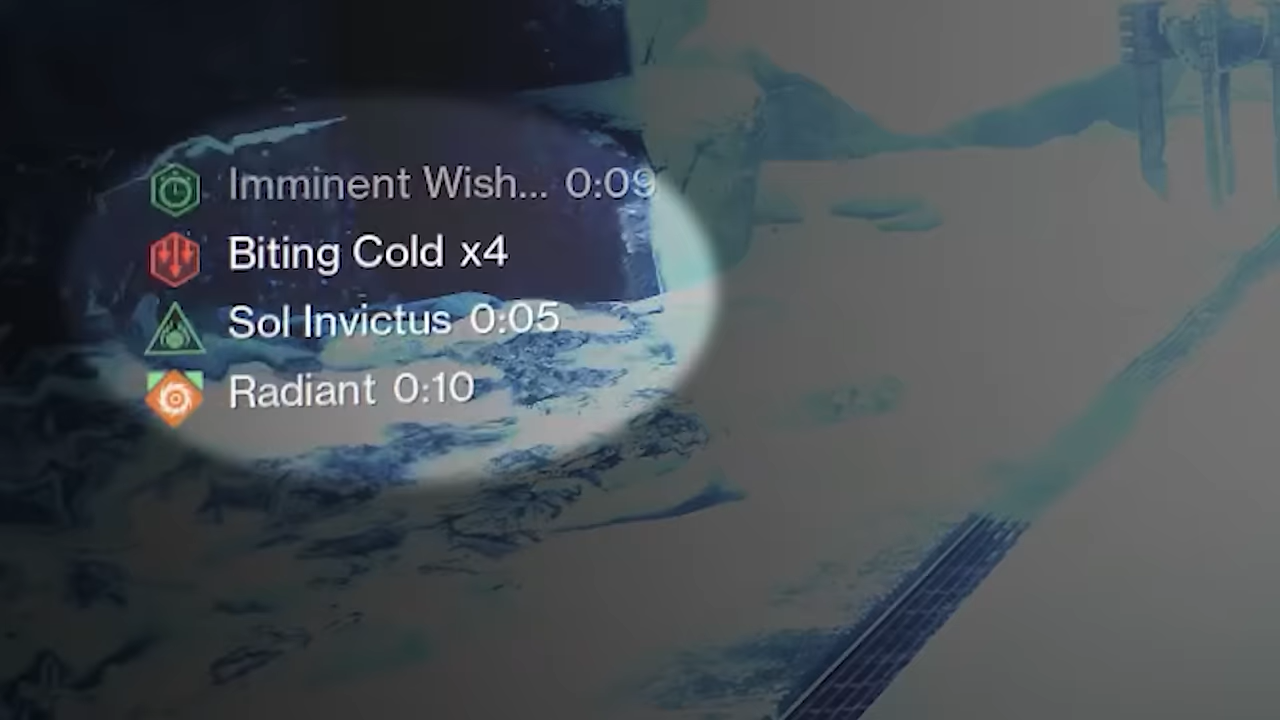 Imminent Wish... 0:09
Biting Cold x4
Sol Invictus 0:05
Radiant 0:10